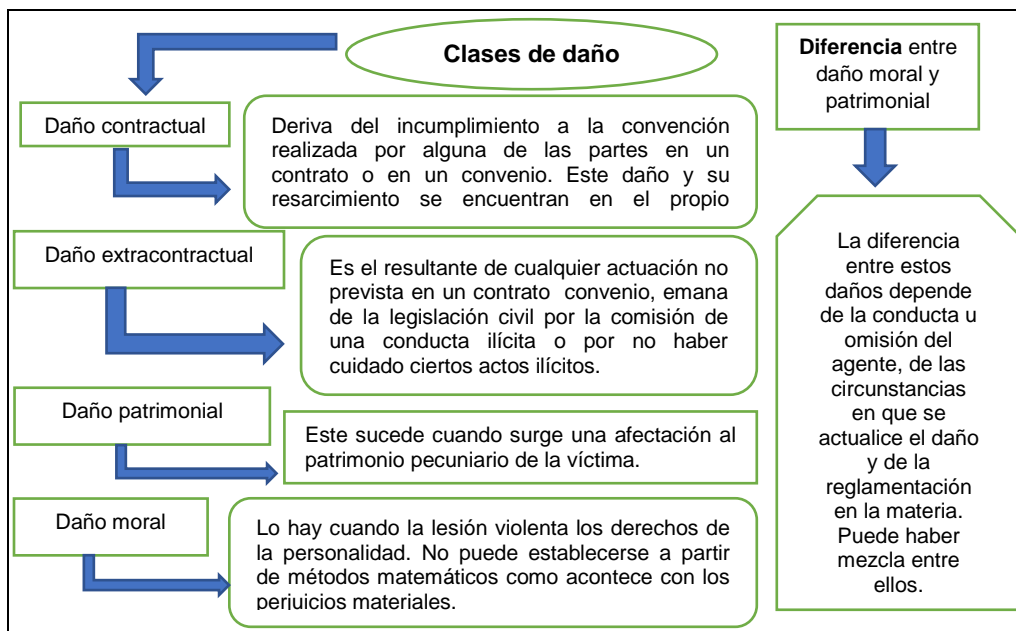 Clases de daño
Daño contractual
Deriva del incumplimiento a la convención
realizada por alguna de las partes en un
contrato o en un convenio. Este daño y su
resarcimiento se encuentran en el propio
Daño extracontractual
Es el resultante de cualquier actuación no
prevista en un contrato convenio, emana
de la legislación civil por la comisión de
una conducta ilícita o por no haber
cuidado ciertos actos ilícitos.
Daño patrimonial
Este sucede cuando surge una afectación al
patrimonio pecuniario de la víctima.
Daño moral
Lo hay cuando la lesión violenta los derechos de
la personalidad. No puede establecerse a partir
de métodos matemáticos como acontece con los
perjuicios materiales.
Diferencia entre
daño moral y
patrimonial
La diferencia
entre estos
daños depende
de la conducta u
omisión del
agente, de las
circunstancias
en que se
actualice el daño
y de la
reglamentación
en la materia.
Puede haber
mezcla entre
ellos.